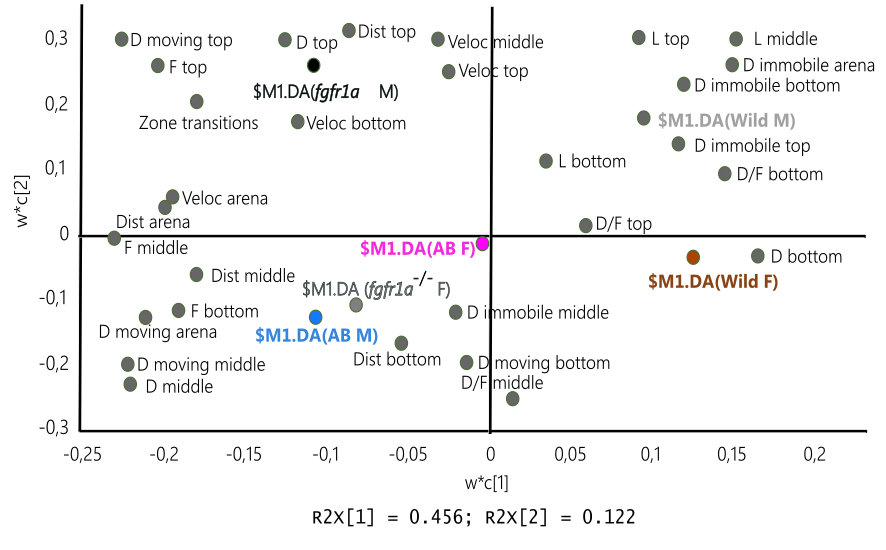 0,3
D moving top
D top
Dist top
Veloc middle
L top
L middle
F top
Veloc top
D immobile arena
D immobile bottom
$M1.DA(fgfr1a M)
0,2
Zone transitions
Veloc bottom
$M1.DA(Wild M)
D immobile top
0,1
L bottom
D/F bottom
w*c[2]
Veloc arena
Dist arena
D/F top
0
F middle
$M1.DA(AB F)
D bottom
Dist middle
$M1.DA(Wild F)
$M1.DA (fgfr1a-/- F)
-0,1
F bottom
D immobile middle
D moving arena
$M1.DA(AB M)
Dist bottom
-0,2
D moving middle
D moving bottom
D middle
D/F middle
-0,3
-0,25 -0,2 -0,15 -0,1 -0,05 0 0,05 0,1 0,15 0,2
w*c[1]
R2X[1] = 0.456; R2X[2] = 0.122